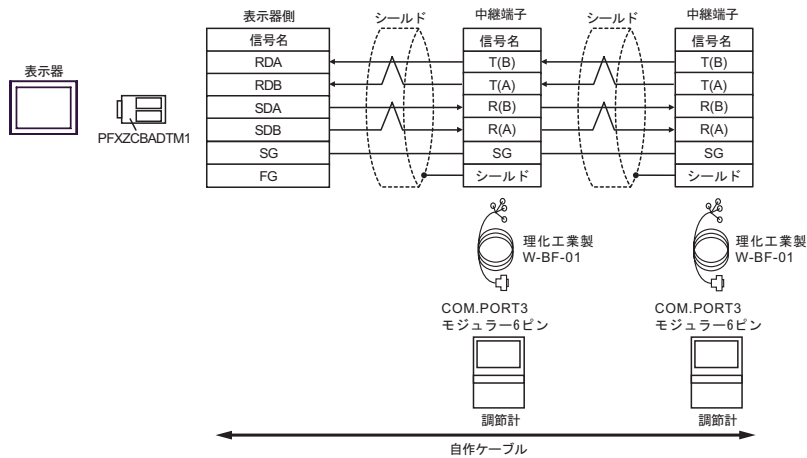 表示器側
シールド
中継端子
シールド
中継端子
信号名
信号名
信号名
RDA
T(B)
T(B)
表示器
RDB
T(A)
T(A)
SDA
R(B)
R(B)
PFXZCBADTM1
SDB
R(A)
R(A)
SG
SG
SG
FG
シールド
シールド
理化工業製
W-BF-01
理化工業製
W-BF-01
COM.PORT3
モジュラー6ピン
COM.PORT3
モジュラー6ピン
調節計
調節計
自作ケーブル